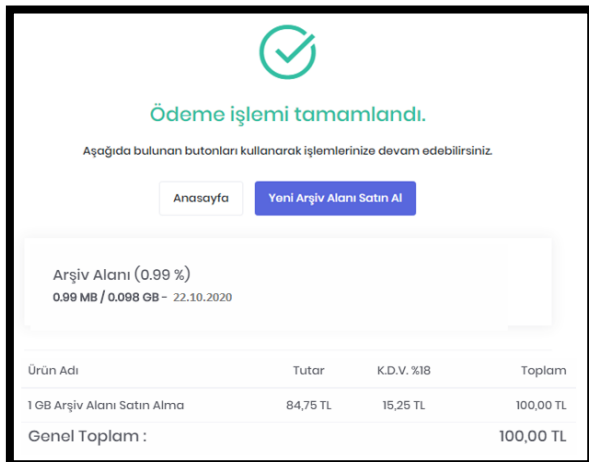 Ödeme işlemi tamamlandı.
Aşağıda bulunan butonları kullanarak işlemlerinize devam edebilirsiniz.
Anasayfa Yeni Arşiv Alanı Satın Al
Arşiv Alanı (0.99 %)
0.99 MB / 0.098 GB - 22.10.2020
Ürün Adı Tutar K.D.V. %18 Toplam
1 GB Arşiv Alanı Satın Alma 84,75 TL 15,25 TL 100,00 TL
Genel Toplam : 100,00 TL